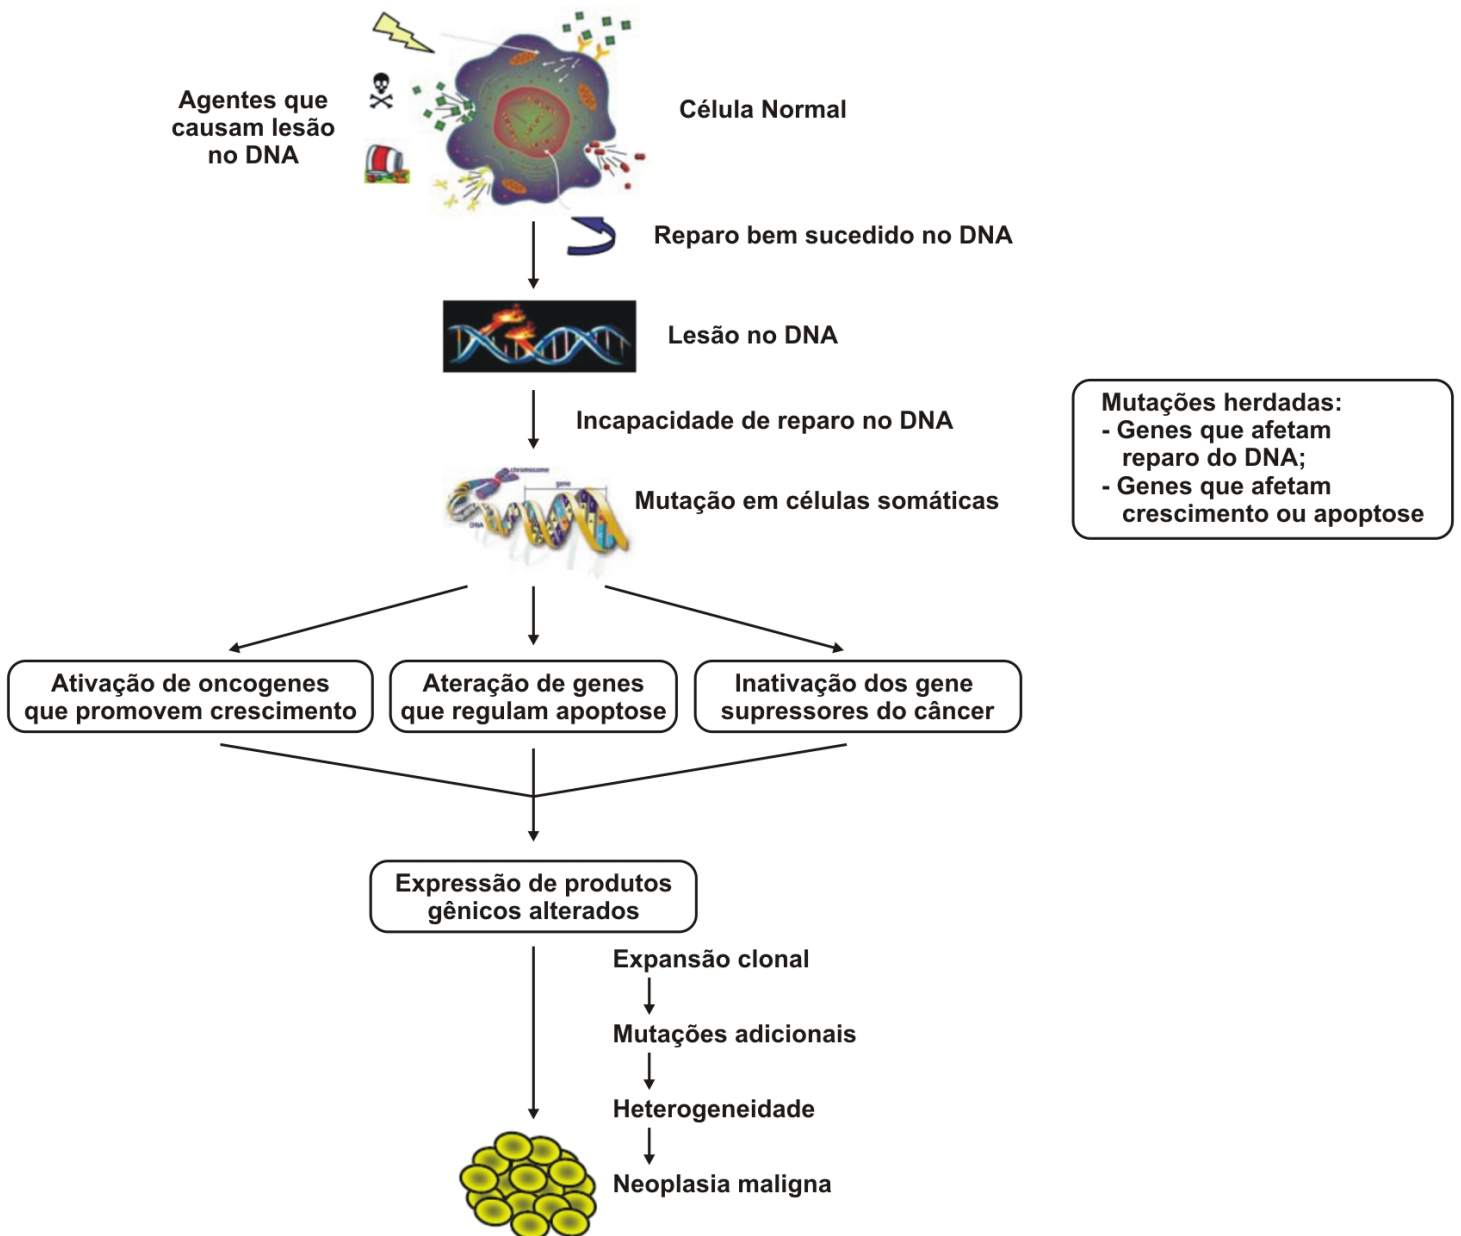 Agentes que
causam lesão
no DNA
Célula Normal
Reparo bem sucedido no DNA
Lesão no DNA
Incapacidade de reparo no DNA
Mutações herdadas:
- Genes que afetam
reparo do DNA;
- Genes que afetam
crescimento ou apoptose
chromosome
gene
DNA
Mutação em células somáticas
Ativação de oncogenes
que promovem crescimento
Ateração de genes
que regulam apoptose
Inativação dos gene
supressores do câncer
Expressão de produtos
gênicos alterados
Expansão clonal
Mutações adicionais
Heterogeneidade
Neoplasia maligna